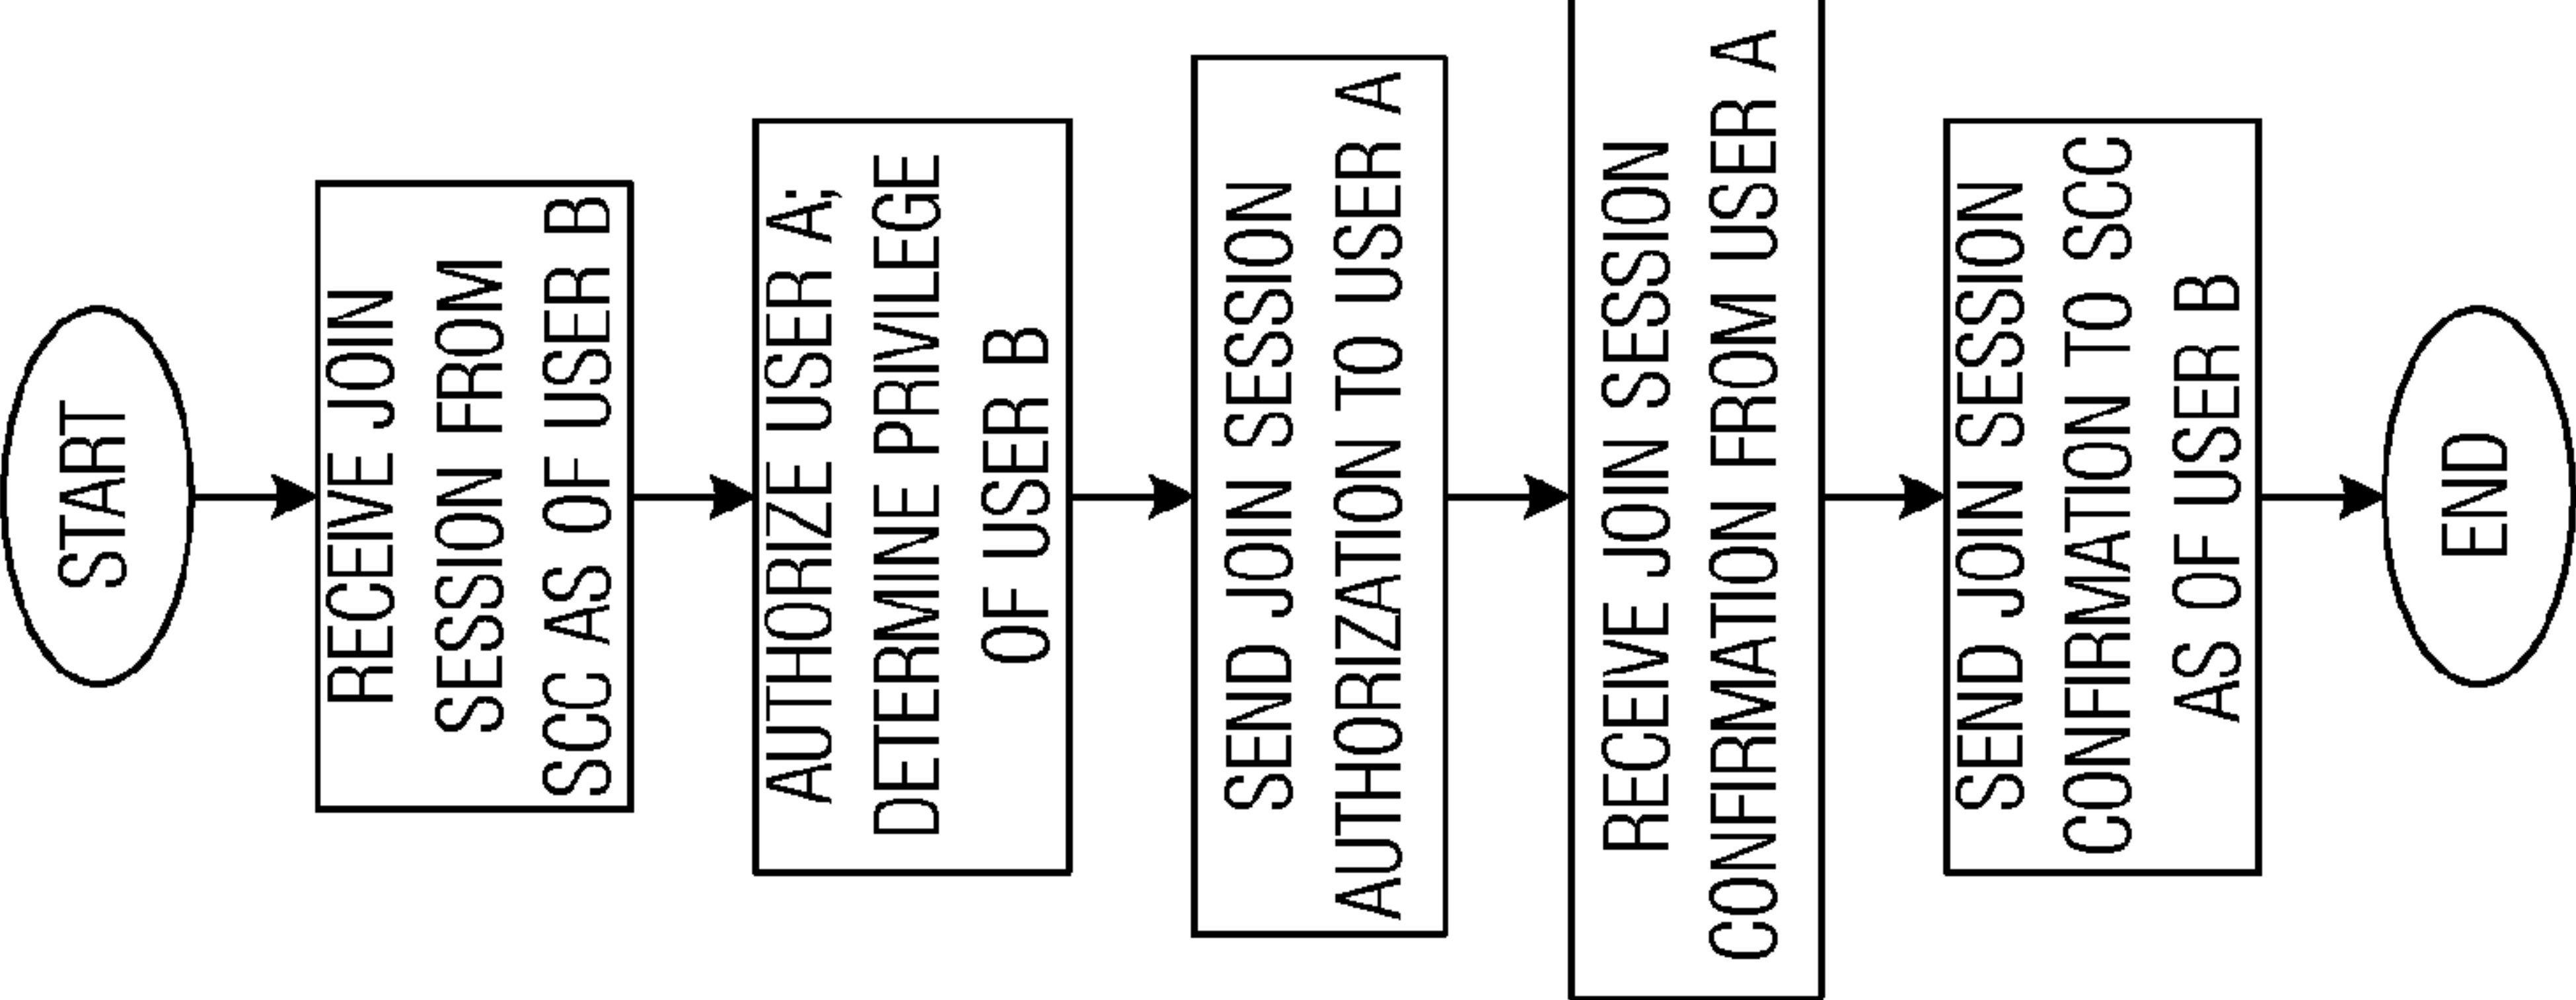 START
RECEIVE JOIN
SESSION FROM
SCC AS OF USER B
AUTHORIZE USER A;
DETERMINE PRIVILEGE
OF USER B
SEND JOIN SESSION
AUTHORIZATION TO USER A
RECEIVE JOIN SESSION
CONFIRMATION FROM USER A
SEND JOIN SESSION
CONFIRMATION TO SCC
AS OF USER B
END